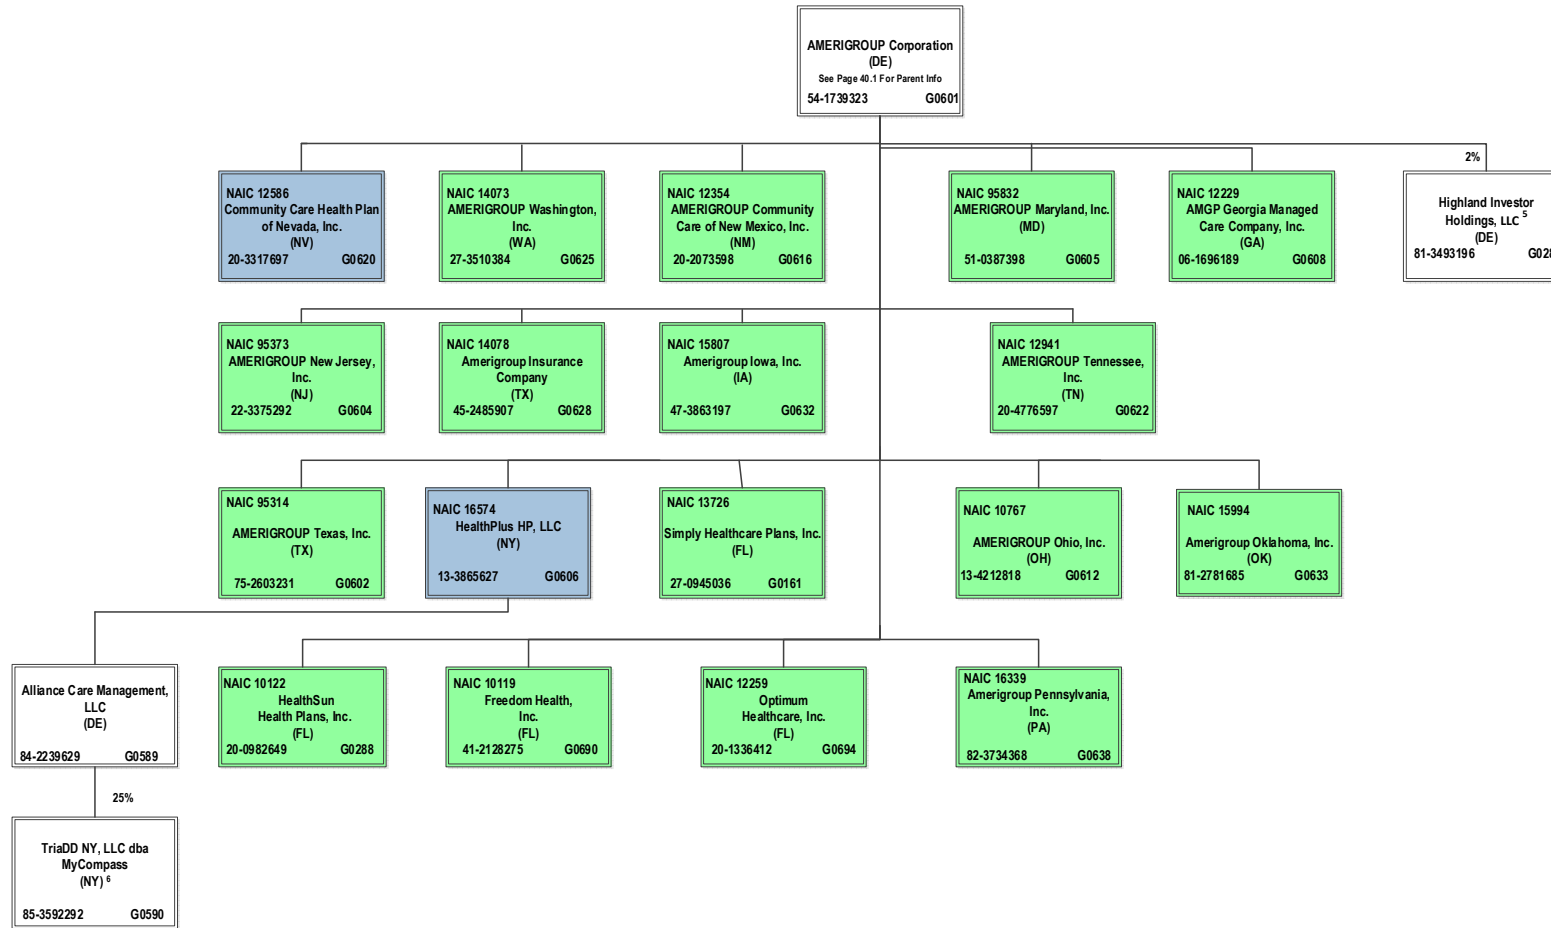 AMERIGROUP Corporation
(DE)
See Page 40.1 For Parent Info
54-1739323 G0601
2%
NAIC 12586
Community Care Health Plan
of Nevada, Inc.
(NV)
20-3317697 G0620
NAIC 14073
AMERIGROUP Washington,
Inc.
(WA)
27-3510384 G0625
NAIC 12354
AMERIGROUP Community
Care of New Mexico, Inc.
(NM)
20-2073598 G0616
NAIC 95832
AMERIGROUP Maryland, Inc.
(MD)
51-0387398 G0605
NAIC 12229
AMGP Georgia Managed
Care Company, Inc.
(GA)
06-1696189 G0608
Highland Investor
Holdings, LLC 5
(DE)
81-3493196 G028
NAIC 95373
AMERIGROUP New Jersey,
Inc.
(NJ)
22-3375292 G0604
NAIC 14078
Amerigroup Insurance
Company
(TX)
45-2485907 G0628
NAIC 15807
Amerigroup Iowa, Inc.
(IA)
47-3863197 G0632
NAIC 12941
AMERIGROUP Tennessee,
Inc.
(TN)
20-4776597 G0622
NAIC 95314
AMERIGROUP Texas, Inc.
(TX)
75-2603231 G0602
NAIC 16574
HealthPlus HP, LLC
(NY)
13-3865627 G0606
NAIC 13726
Simply Healthcare Plans, Inc.
(FL)
27-0945036 G0161
NAIC 10767
AMERIGROUP Ohio, Inc.
(OH)
13-4212818 G0612
NAIC 15994
Amerigroup Oklahoma, Inc.
(OK)
81-2781685 G0633
Alliance Care Management,
LLC
(DE)
84-2239629 G0589
NAIC 10122
HealthSun
Health Plans, Inc.
(FL)
20-0982649 G0288
NAIC 10119
Freedom Health,
Inc.
(FL)
41-2128275 G0690
NAIC 12259
Optimum
Healthcare, Inc.
(FL)
20-1336412 G0694
NAIC 16339
Amerigroup Pennsylvania,
Inc.
(PA)
82-3734368 G0638
25%
TriaDD NY, LLC dba
MyCompass
(NY) 6
85-3592292 G0590